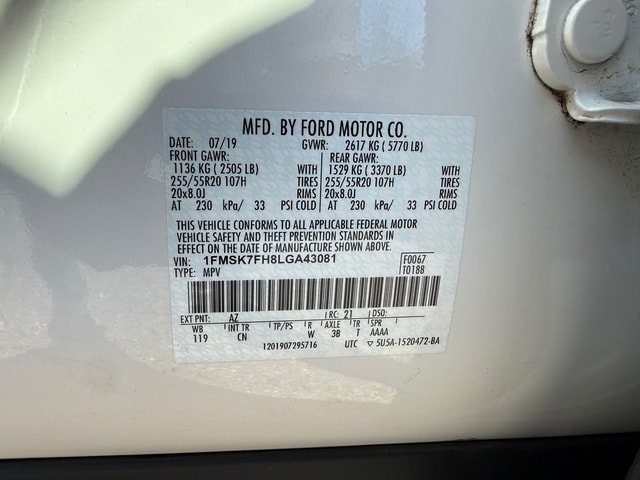 MFD. BY FORD MOTOR CO.
DATE: 07/19 GVWR: 2617 KG ( 5770 LB)
FRONT GAWR: REAR GAWR:
1136 KG ( 2505 LB) WITH 1529 KG ( 3370 LB) WITH
255/55R20 107H TIRES 255/55R20 107H TIRES
20x8.0J RIMS 20x8.0J RIMS
AT 230 kPa/ 33 PSI COLD AT 230 kPa/ 33 PSI COLD
THIS VEHICLE CONFORMS TO ALL APPLICABLE FEDERAL MOTOR
VEHICLE SAFETY AND THEFT PREVENTION STANDARDS IN
EFFECT ON THE DATE OF MANUFACTURE SHOWN ABOVE.
VIN: 1FMSK7FH8LGA43081 F0067
TYPE: MPV T0188
EXT PNT: AZ RC: 21 DSO:
WB INT TR TP/PS R AXLE TR SPR
119 CN W 3B T AAAA
1201907295716 UTC ▽ 5U5A-1520472-BA